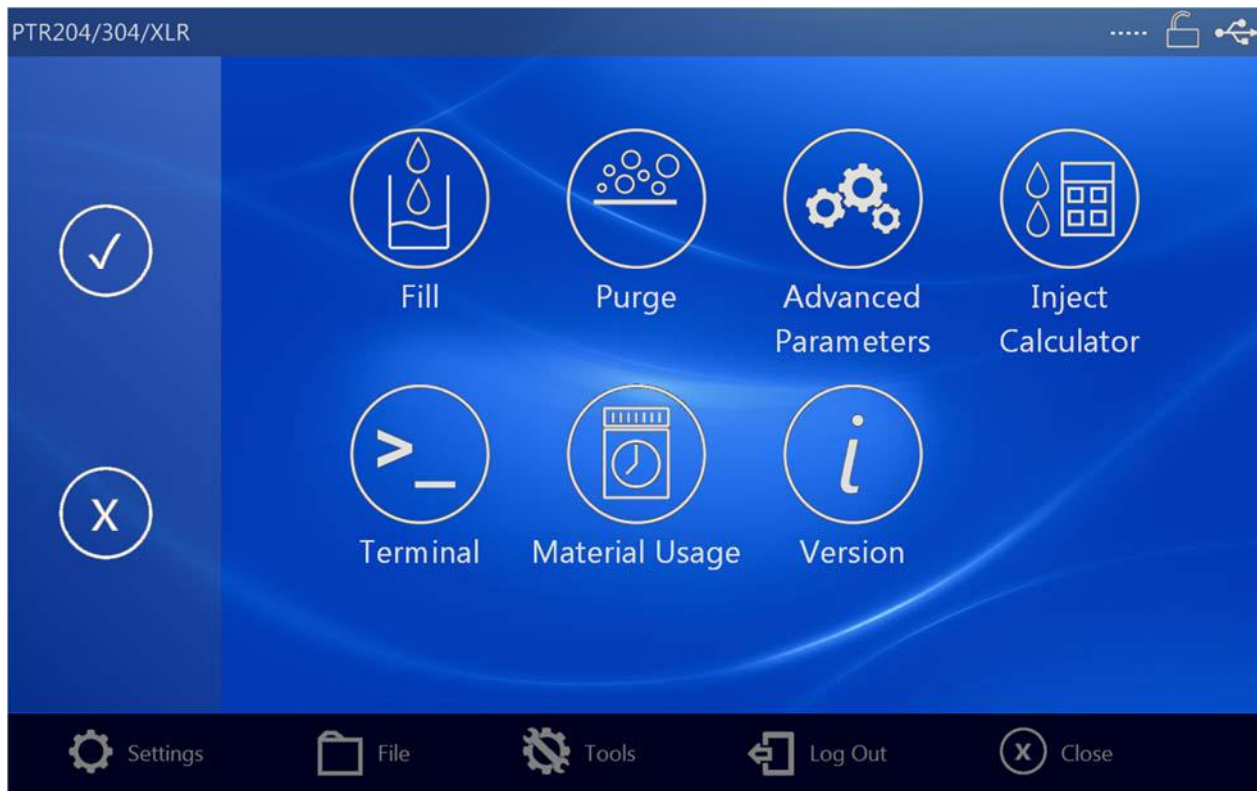 PTR204/304/XLR
Fill
Purge
Advanced
Parameters
Inject
Calculator
>_
i
Terminal
Material Usage
Version
X
Settings
File
Tools
Log Out
X
Close